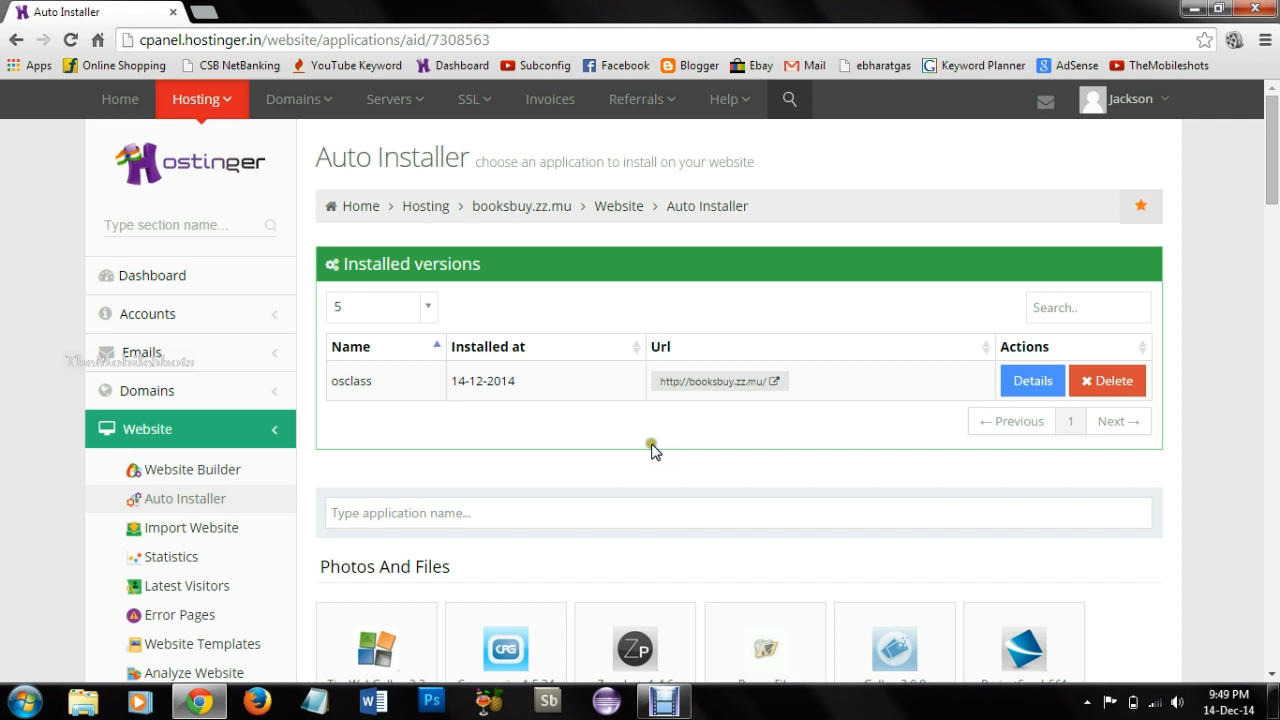 Auto Installer
cpanel.hostinger.in/website/applications/aid/7308563
Apps Online Shopping CSB NetBanking YouTube Keyword Dashboard Subconfig Facebook Blogger Ebay Mail ebharatgas Keyword Planner AdSense TheMobileshots
Home Hosting Domains Servers SSL Invoices Referrals Help Jackson
Hostinger
Auto Installer choose an application to install on your website
Type section name...
Home > Hosting > booksbuy.zz.mu > Website > Auto Installer
Dashboard
Accounts
Emails
TheMobileShots
Domains
Website
Website Builder
Auto Installer
Import Website
Statistics
Latest Visitors
Error Pages
Website Templates
Analyze Website
Installed versions
5 Search..
Name Installed at Url Actions
osclass 14-12-2014 http://booksbuy.zz.mu/ Details Delete
← Previous 1 Next →
Type application name...
Photos And Files
CPG
Zp
Ps
Sb
9:49 PM
14-Dec-14